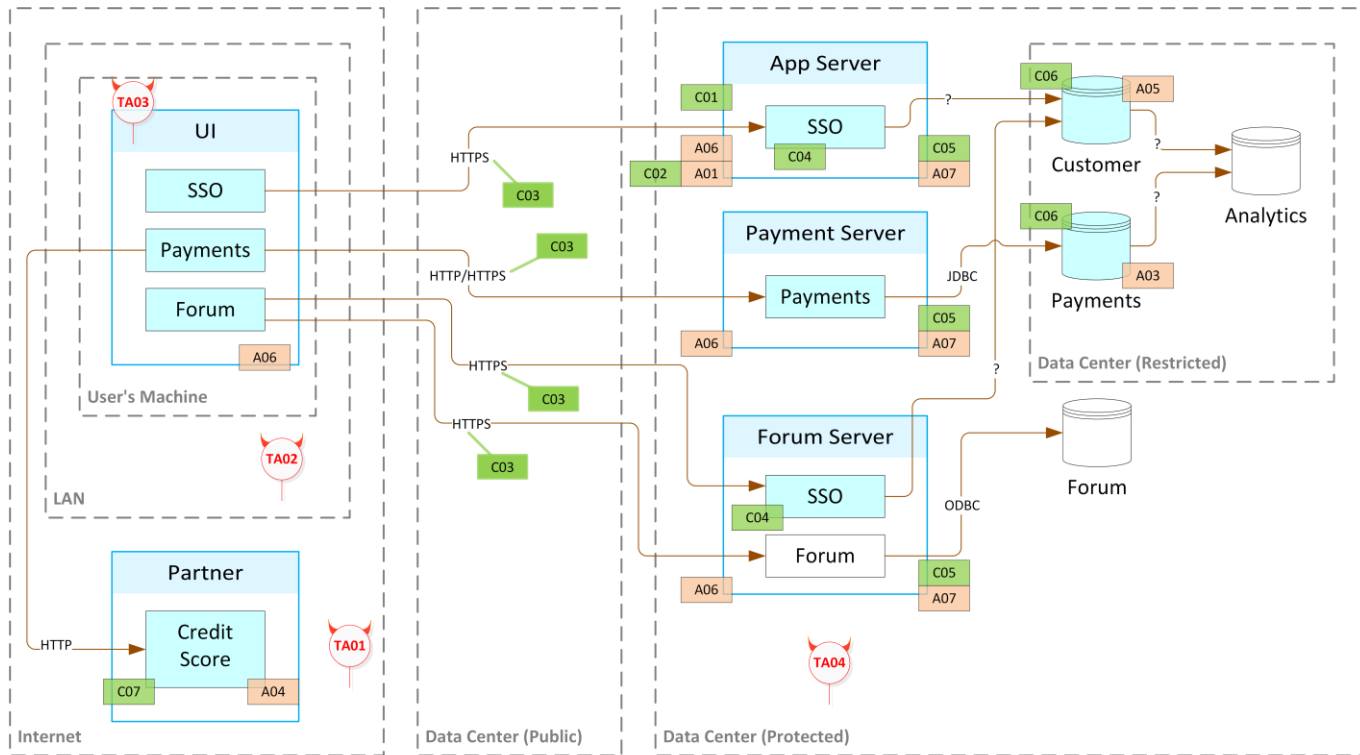 TA03
UI
SSO
Payments
Forum
A06
User's Machine
TA02
LAN
Partner
Credit
Score
C07
A04
HTTP
TA01
Internet
HTTPS
C03
C03
HTTP/HTTPS
HTTPS
C03
HTTPS
C03
Data Center (Public)
App Server
C01
SSO
C04
A06
C02
A01
C05
A07
?
Payment Server
Payments
A06
C05
A07
JDBC
Forum Server
SSO
C04
Forum
A06
C05
A07
?
ODBC
TA04
Data Center (Protected)
C06
A05
Customer
?
Analytics
?
C06
A03
Payments
Data Center (Restricted)
Forum